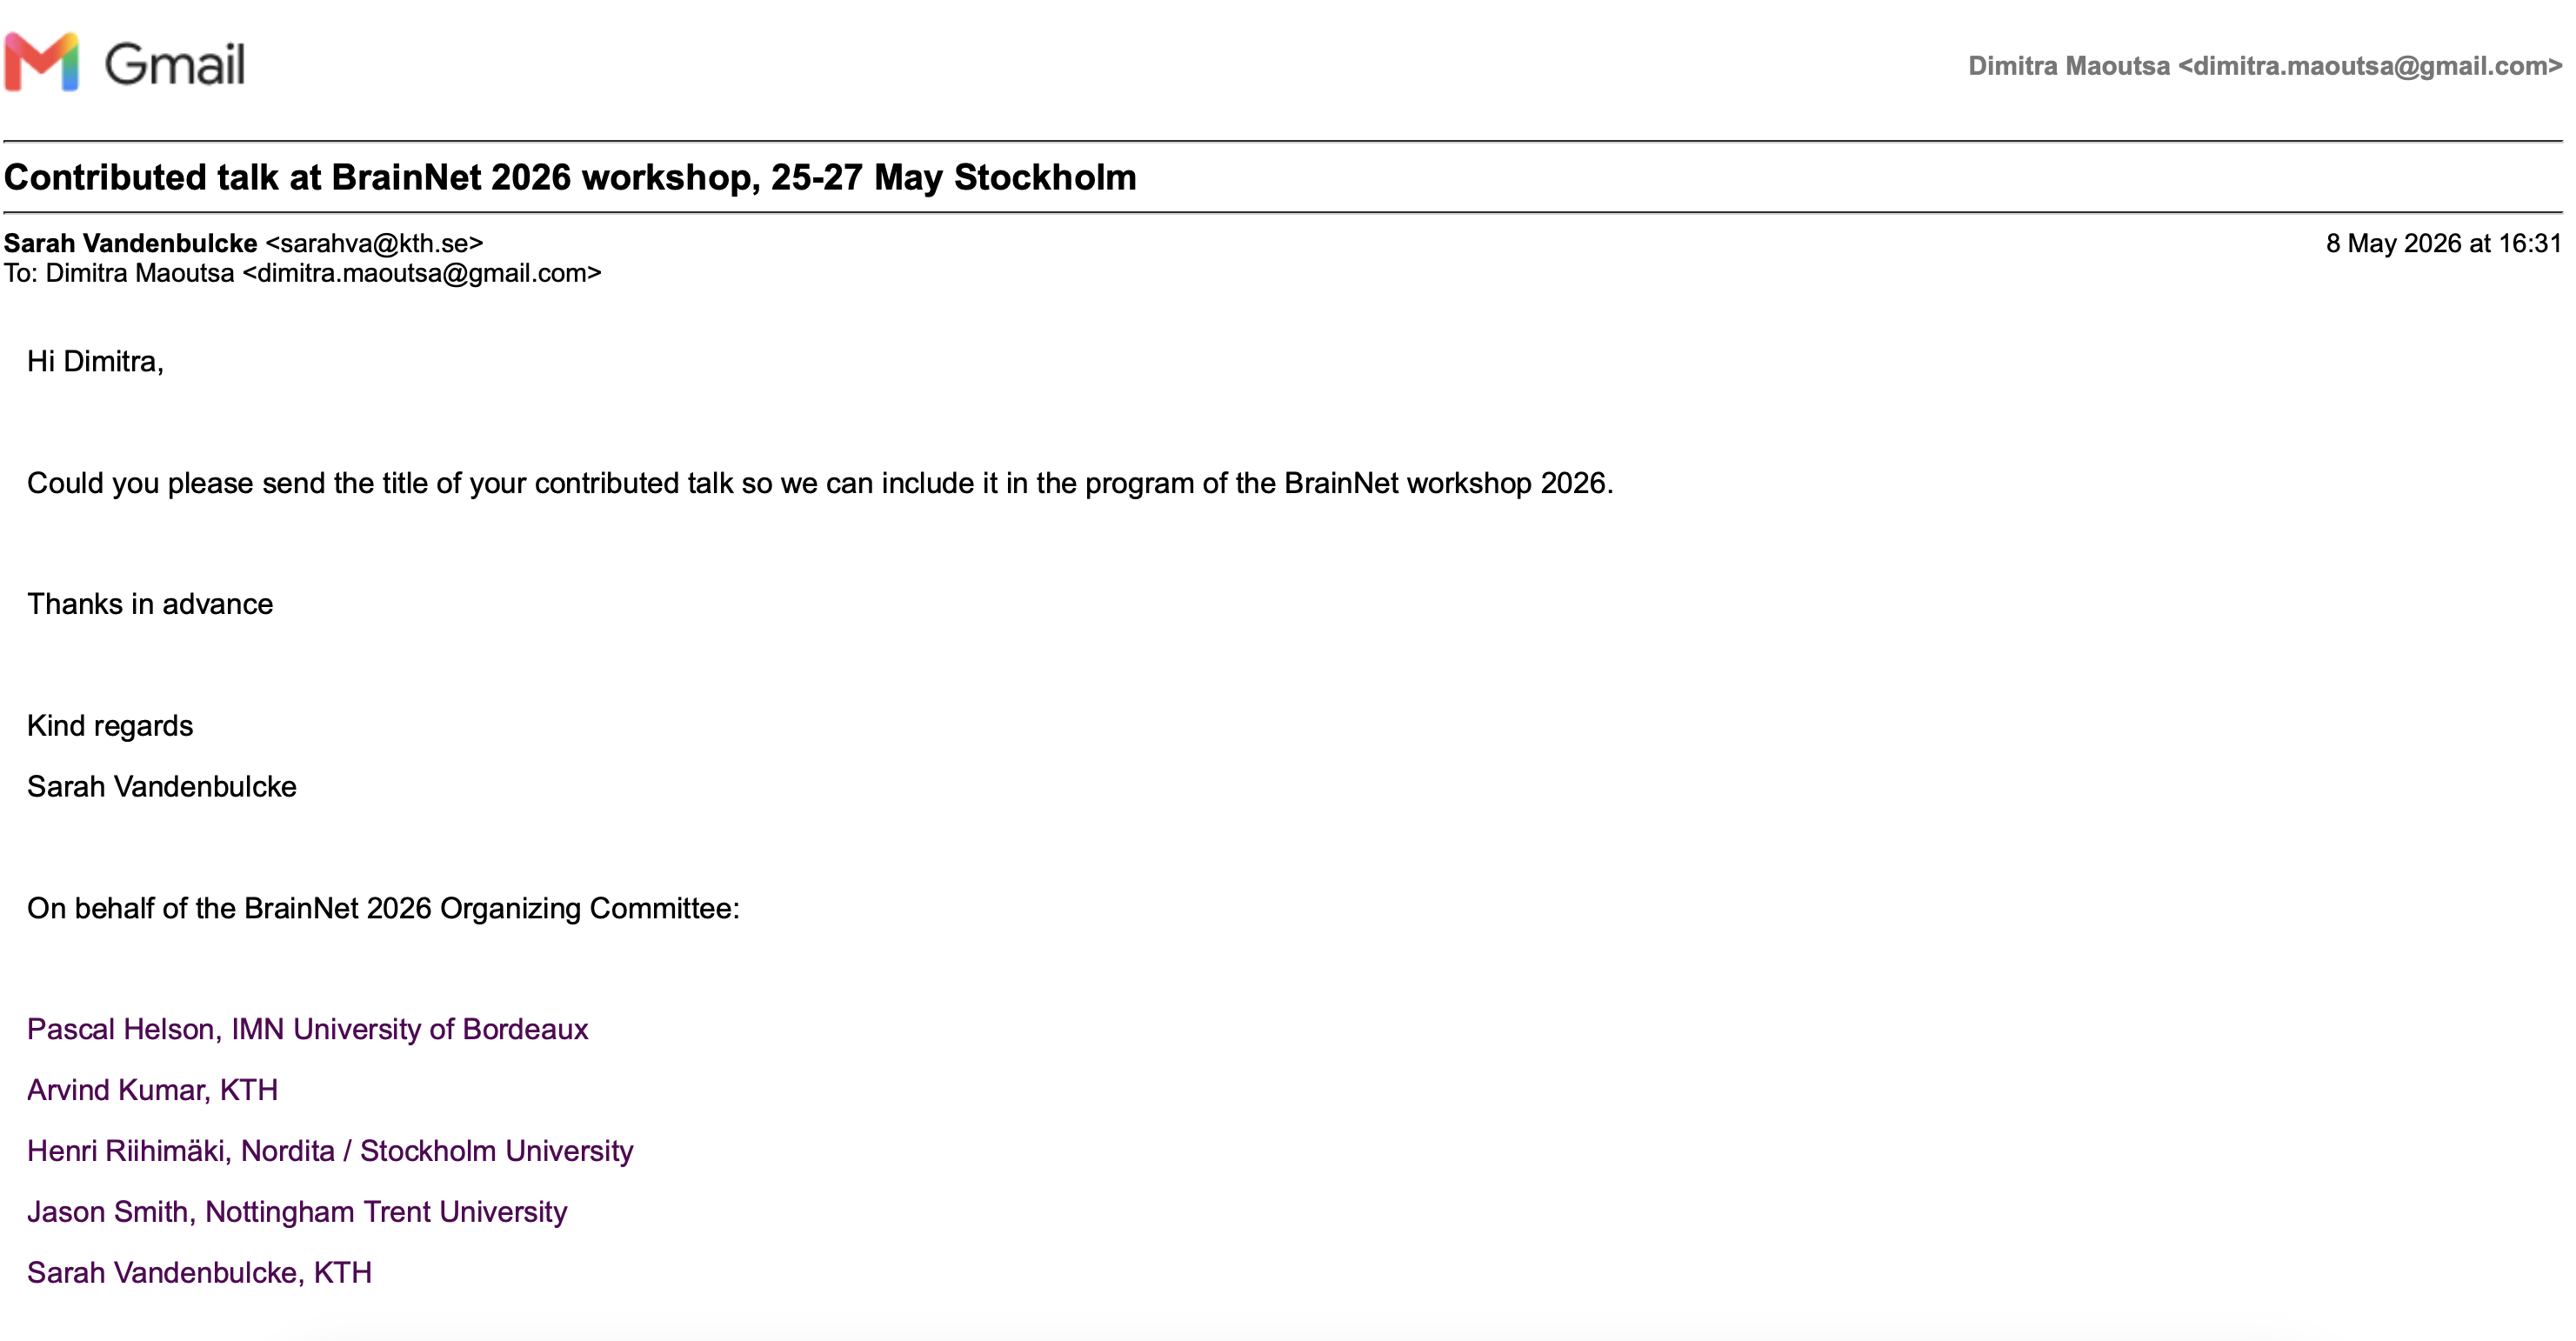 Gmail
Dimitra Maoutsa <dimitra.maoutsa@gmail.com>
Contributed talk at BrainNet 2026 workshop, 25-27 May Stockholm
Sarah Vandenbulcke <sarahva@kth.se>
8 May 2026 at 16:31
To: Dimitra Maoutsa <dimitra.maoutsa@gmail.com>
Hi Dimitra,
Could you please send the title of your contributed talk so we can include it in the program of the BrainNet workshop 2026.
Thanks in advance
Kind regards
Sarah Vandenbulcke
On behalf of the BrainNet 2026 Organizing Committee:
Pascal Helson, IMN University of Bordeaux
Arvind Kumar, KTH
Henri Riihimäki, Nordita / Stockholm University
Jason Smith, Nottingham Trent University
Sarah Vandenbulcke, KTH